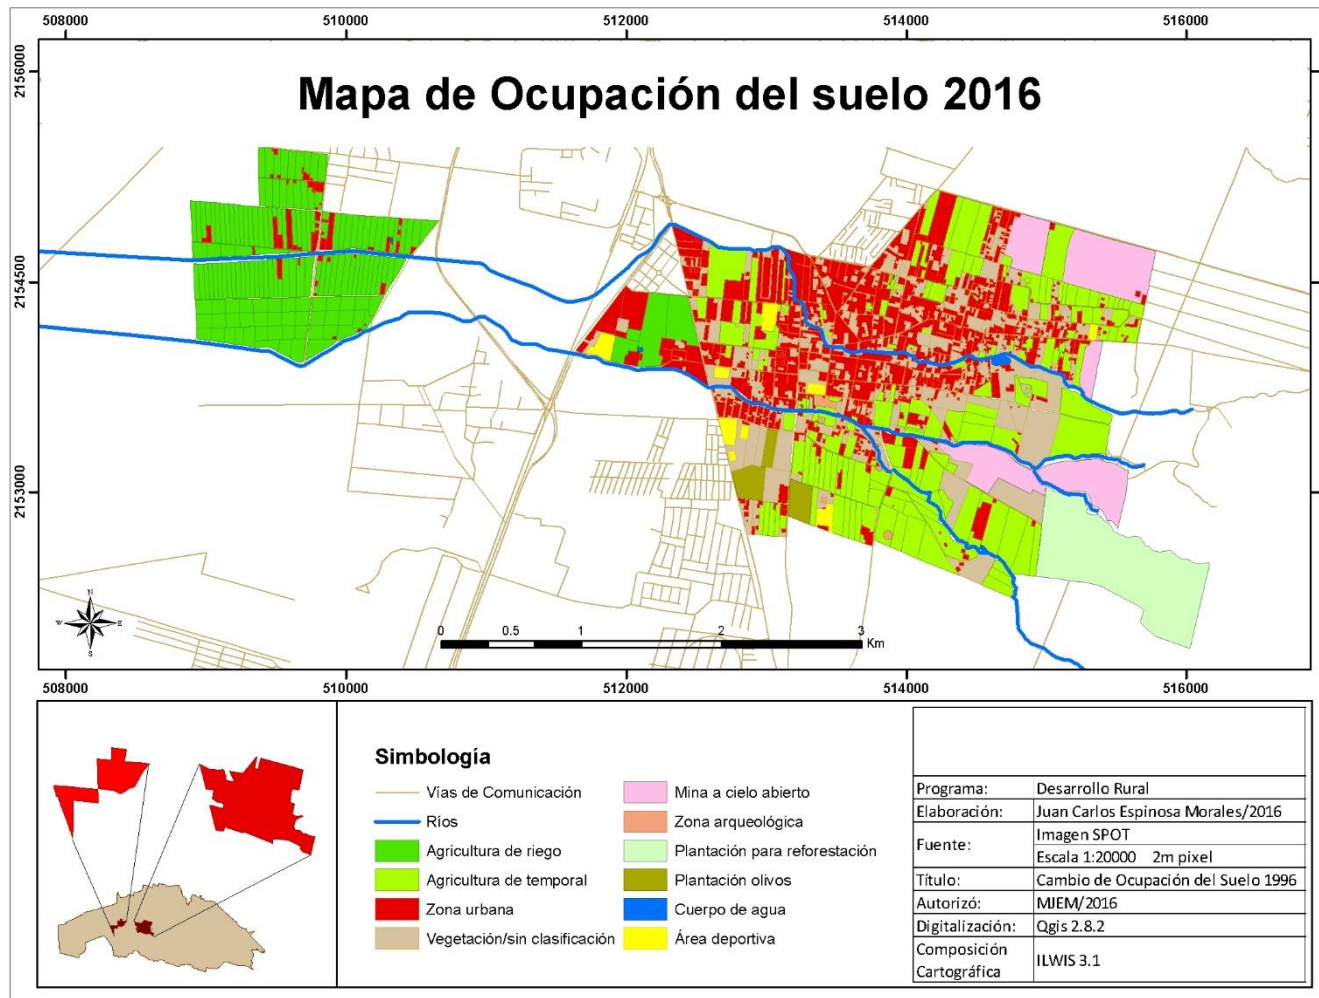 508000 510000 512000 514000 516000
2156000
Mapa de Ocupación del suelo 2016
2154000
2153000
N
W E
S
0 0.5 1 2 3
Km
508000 510000 512000 514000 516000
Simbología
Vías de Comunicación
Ríos
Agricultura de riego
Agricultura de temporal
Zona urbana
Vegetación/sin clasificación
Mina a cielo abierto
Zona arqueológica
Plantación para reforestación
Plantación olivos
Cuerpo de agua
Área deportiva
Programa: Desarrollo Rural
Elaboración: Juan Carlos Espinosa Morales/2016
Fuente: Imagen SPOT
Escala 1:20000 2m pixel
Título: Cambio de Ocupación del Suelo 1996
Autorizó: MJEM/2016
Digitalización: Qgis 2.8.2
Composición
Cartográfica ILWIS 3.1